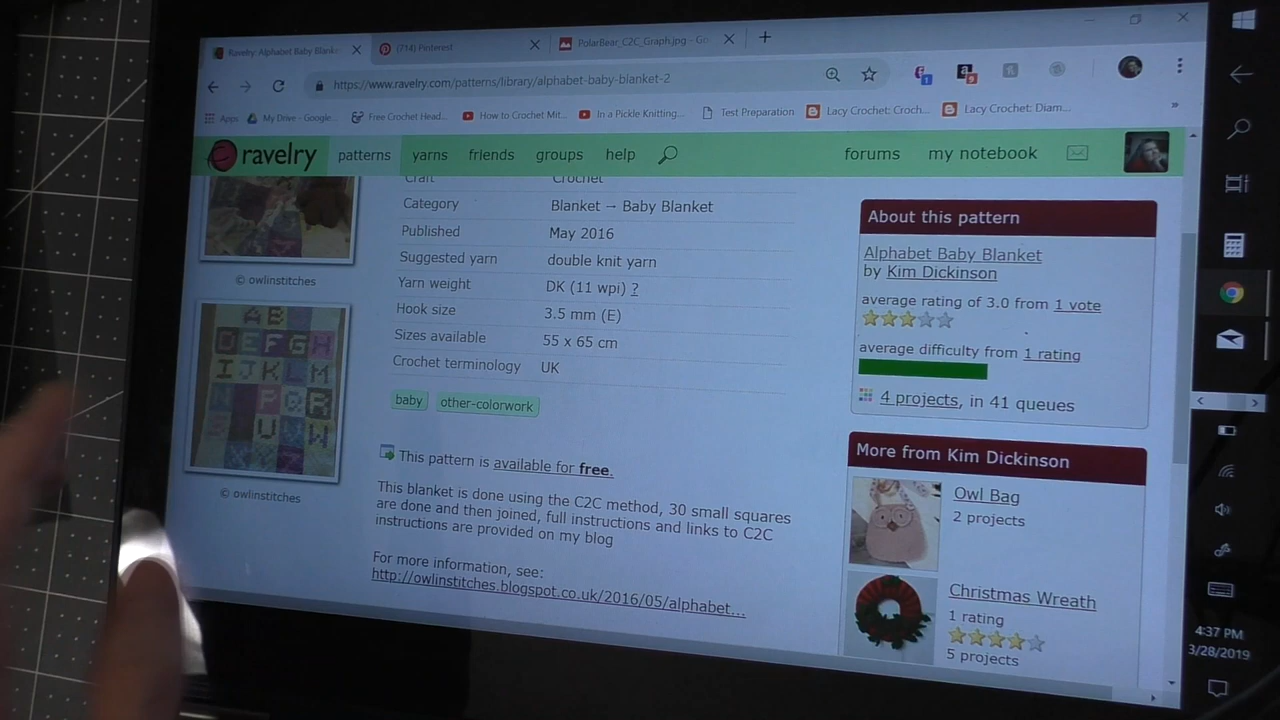 Ravelry: Alphabet Baby Blank
(714) Pinterest
PolarBear_C2C_Graph.jpg - Go
https://www.ravelry.com/patterns/library/alphabet-baby-blanket-2
1
9
Apps
My Drive - Google...
Free Crochet Head...
How to Crochet Mit...
In a Pickle Knitting...
Test Preparation
Lacy Crochet: Croch...
Lacy Crochet: Diam...
ravelry
patterns
yarns
friends
groups
help
forums
my notebook
Craft Crochet
Category Blanket → Baby Blanket
Published May 2016
Suggested yarn double knit yarn
Yarn weight DK (11 wpi) ?
Hook size 3.5 mm (E)
Sizes available 55 x 65 cm
Crochet terminology UK
baby
other-colorwork
© owlinstitches
© owlinstitches
This pattern is available for free.
This blanket is done using the C2C method, 30 small squares
are done and then joined, full instructions and links to C2C
instructions are provided on my blog
For more information, see:
http://owlinstitches.blogspot.co.uk/2016/05/alphabet...
About this pattern
Alphabet Baby Blanket
by Kim Dickinson
average rating of 3.0 from 1 vote
average difficulty from 1 rating
4 projects, in 41 queues
More from Kim Dickinson
Owl Bag
2 projects
Christmas Wreath
1 rating
5 projects
4:37 PM
3/28/2019